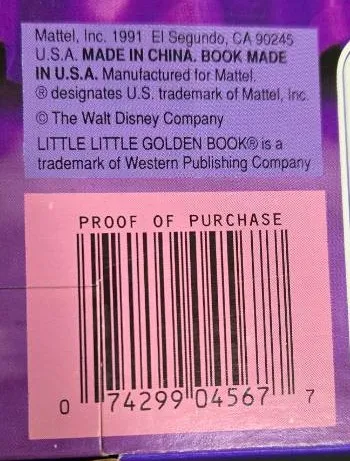 Mattel, Inc. 1991 El Segundo, CA 90245
U.S.A. MADE IN CHINA. BOOK MADE
IN U.S.A. Manufactured for Mattel.
® designates U.S. trademark of Mattel, Inc.
© The Walt Disney Company
LITTLE LITTLE GOLDEN BOOK® is a
trademark of Western Publishing Company
PROOF OF PURCHASE
0 74299 04567 7